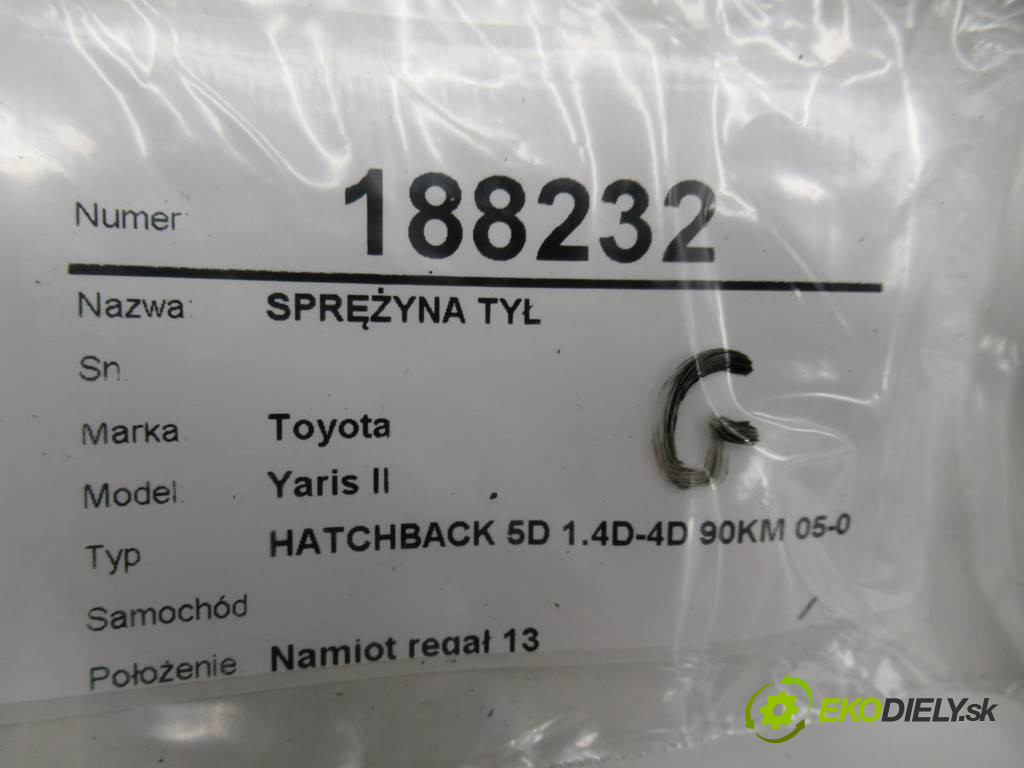 Numer 188232
Nazwa: SPRĘŻYNA TYŁ
Sn.
G
Marka Toyota
Model: Yaris II
Typ HATCHBACK 5D 1.4D-4D 90KM 05-0
Samochód
Położenie Namiot regał 13
EKODIELY.sk